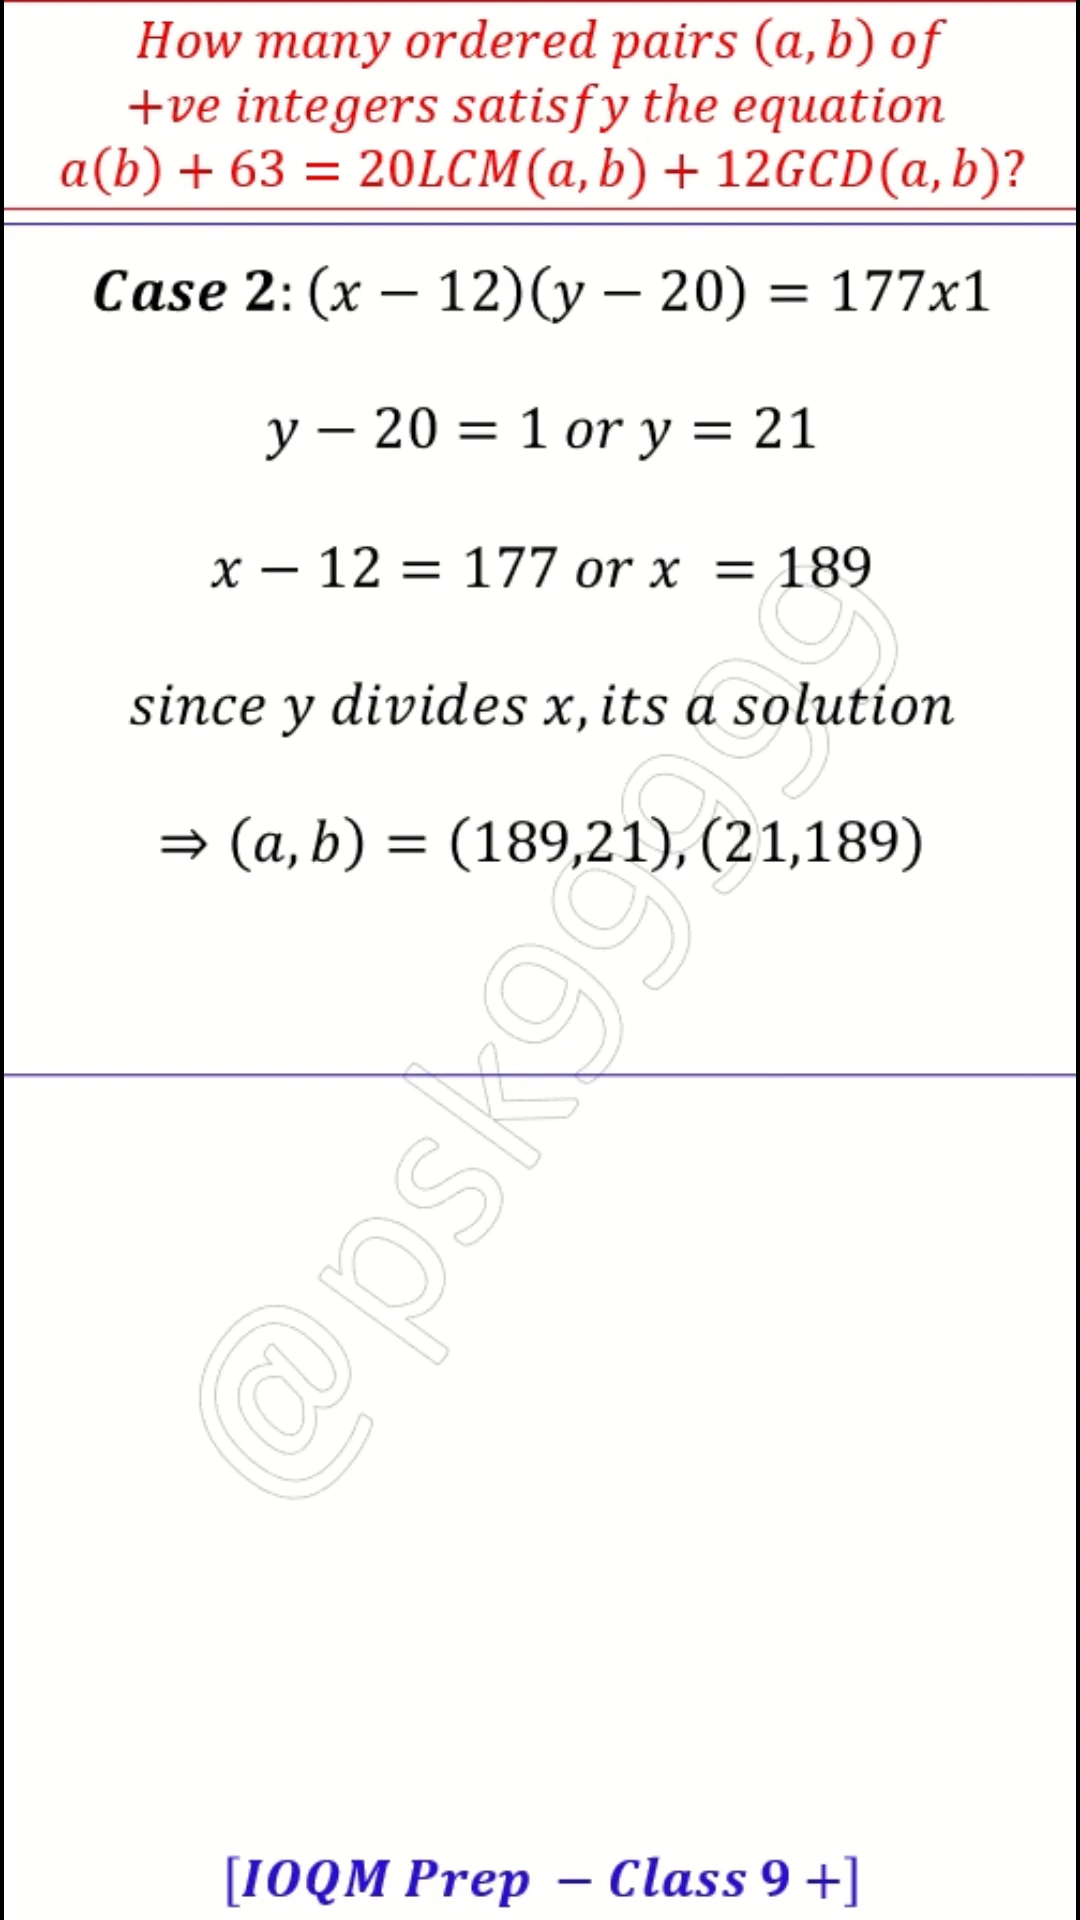 How many ordered pairs (a, b) of
+ve integers satisfy the equation
a(b) + 63 = 20LCM(a, b) + 12GCD(a, b)?
Case 2: (x − 12)(y − 20) = 177x1
y − 20 = 1 or y = 21
x − 12 = 177 or x = 189
since y divides x, its a solution
⇒ (a, b) = (189,21), (21,189)
@psk9999
[IOQM Prep − Class 9 +]